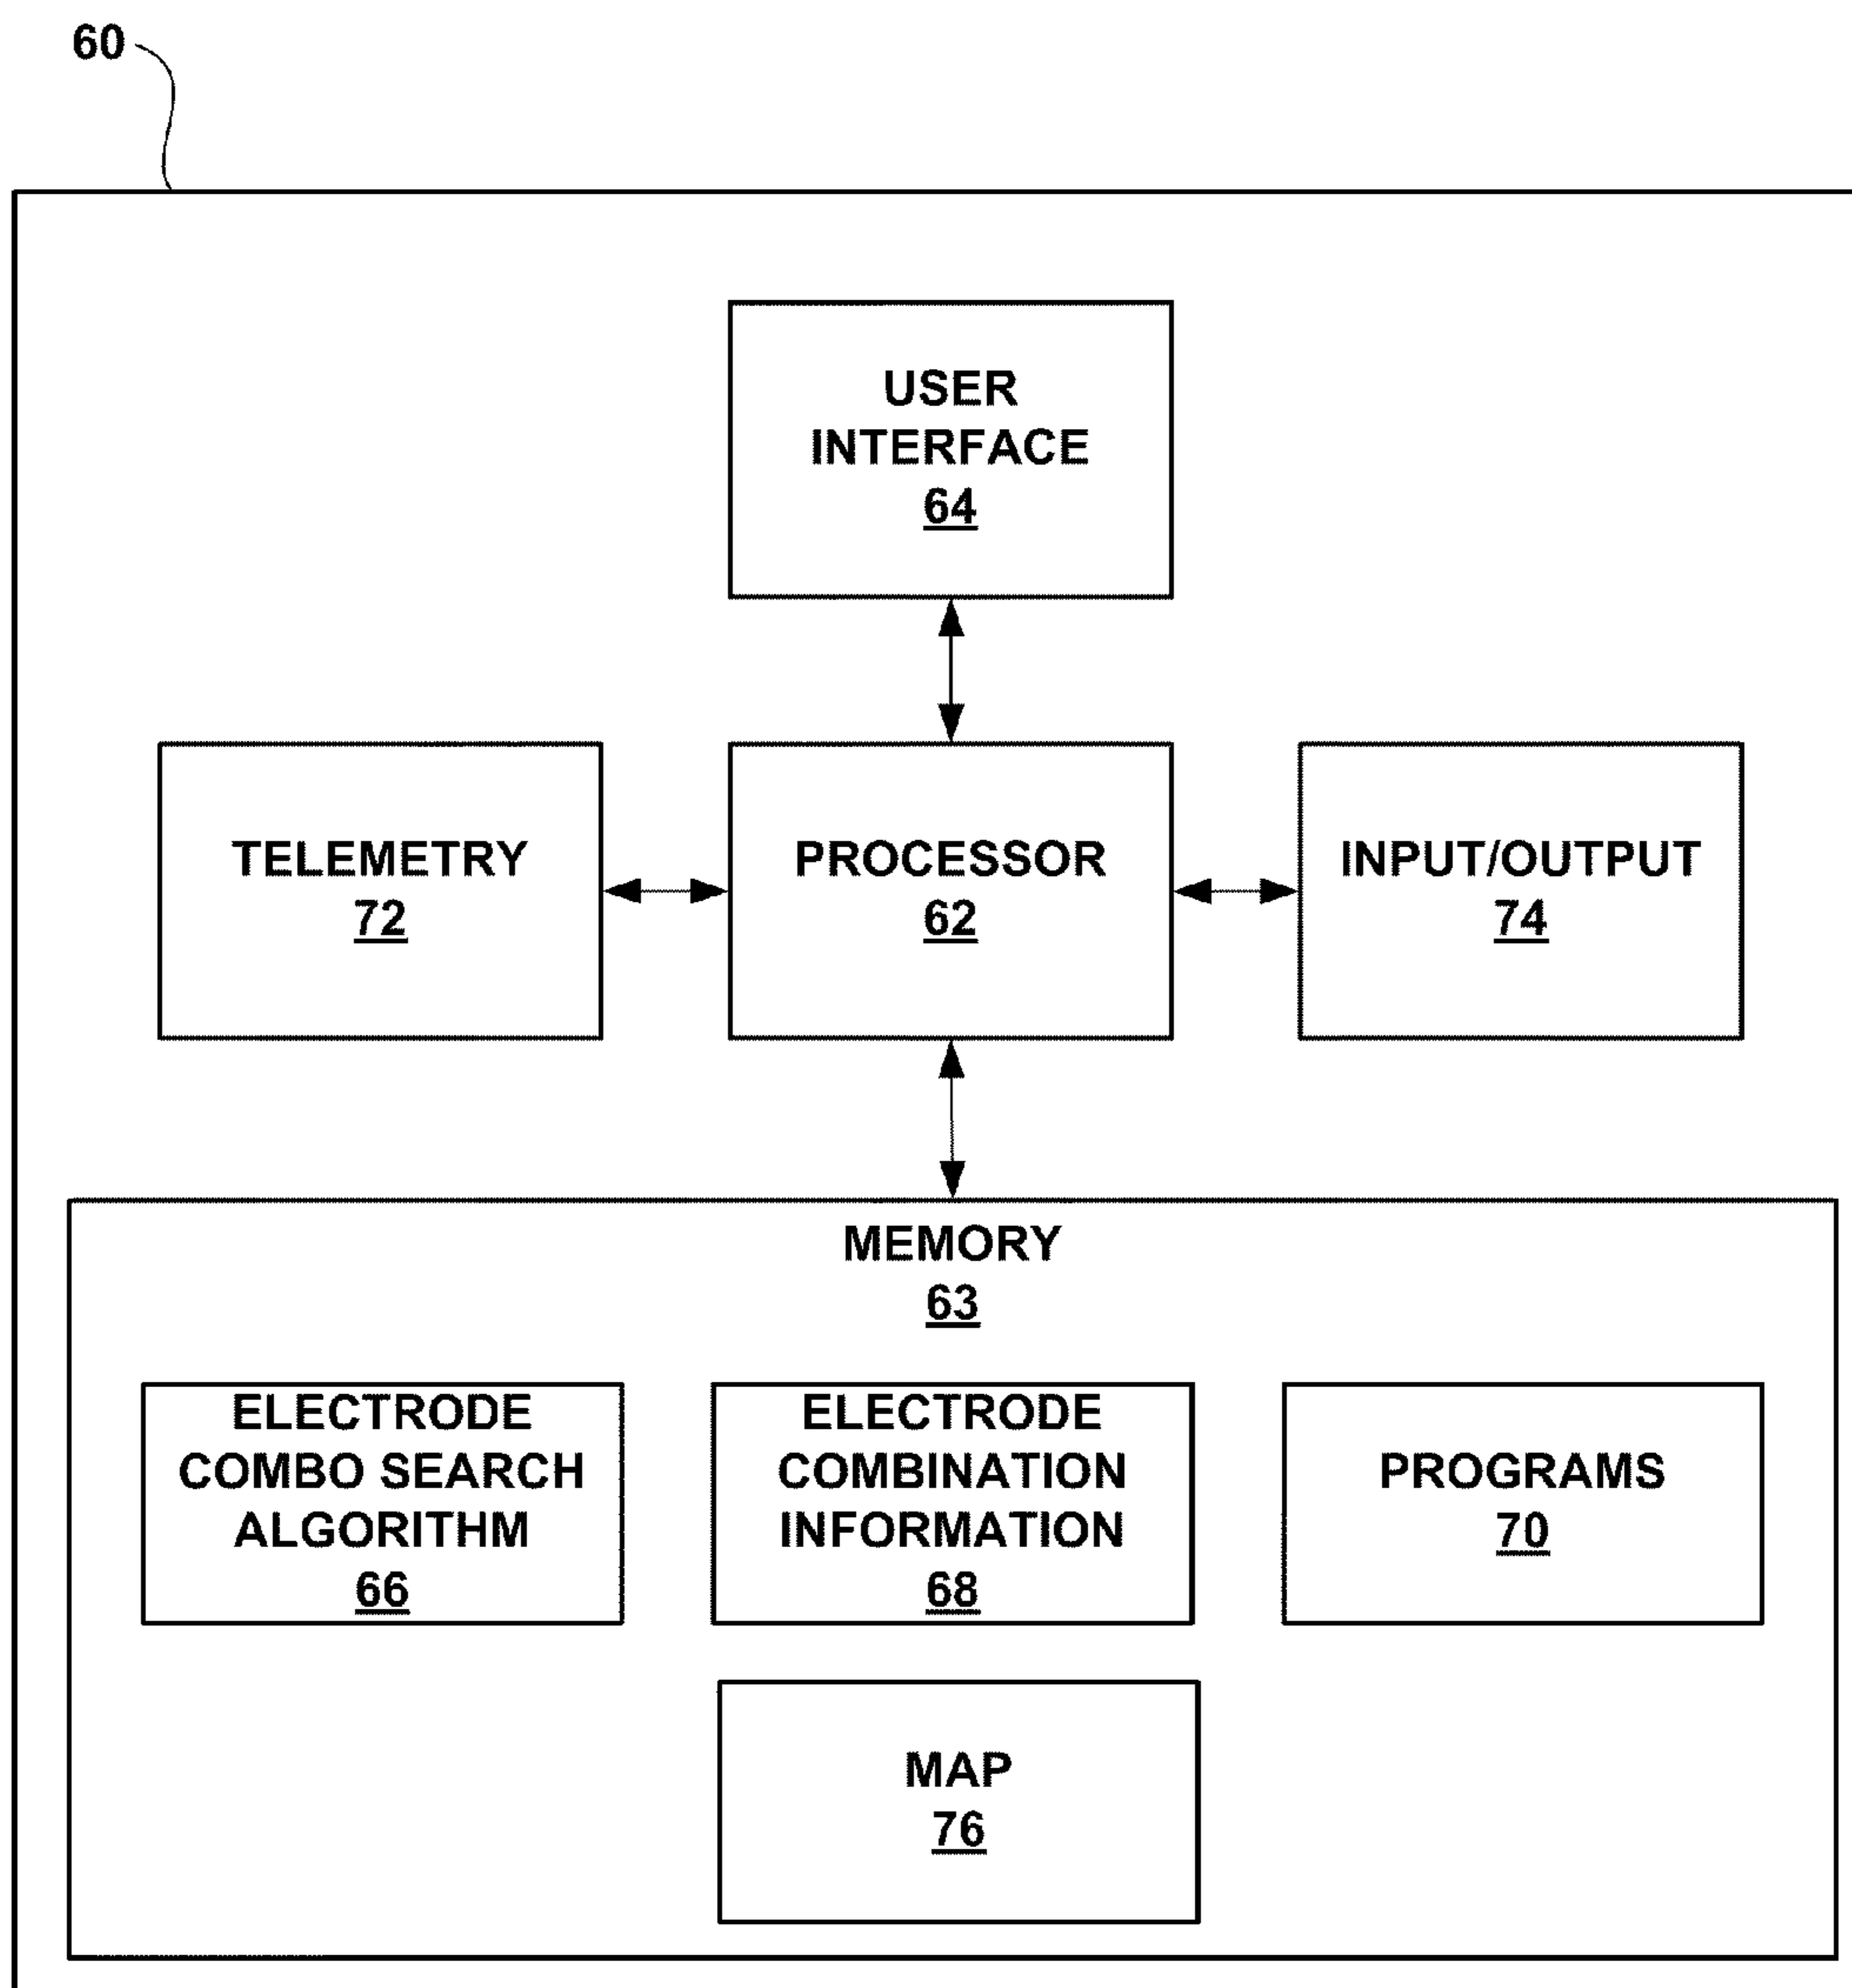 60
USER
INTERFACE
64
TELEMETRY
72
PROCESSOR
62
INPUT/OUTPUT
74
MEMORY
63
ELECTRODE
COMBO SEARCH
ALGORITHM
66
ELECTRODE
COMBINATION
INFORMATION
68
PROGRAMS
70
MAP
76